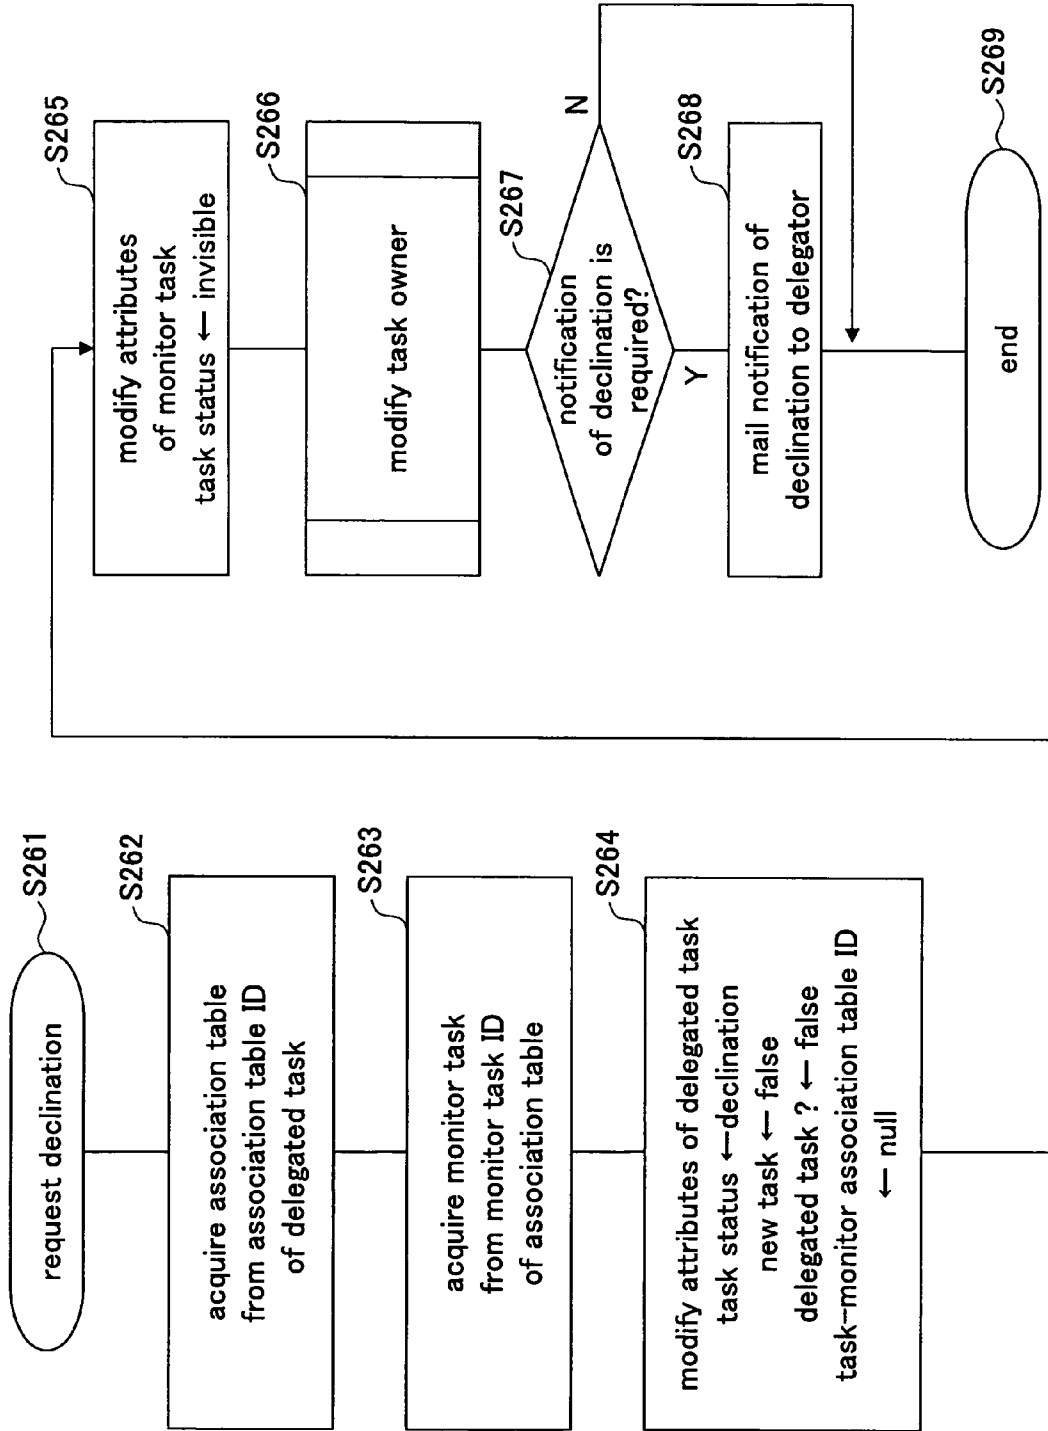 S261
request declination
S262
acquire association table
from association table ID
of delegated task
S263
acquire monitor task
from monitor task ID
of association table
S264
modify attributes of delegated task
task status ←declination
new task ← false
delegated task ? ← false
task-monitor association table ID
← null
S265
modify attributes
of monitor task
task status ← invisible
S266
modify task owner
S267
notification
of declination is
required?
N
Y
S268
mail notification of
declination to delegator
S269
end